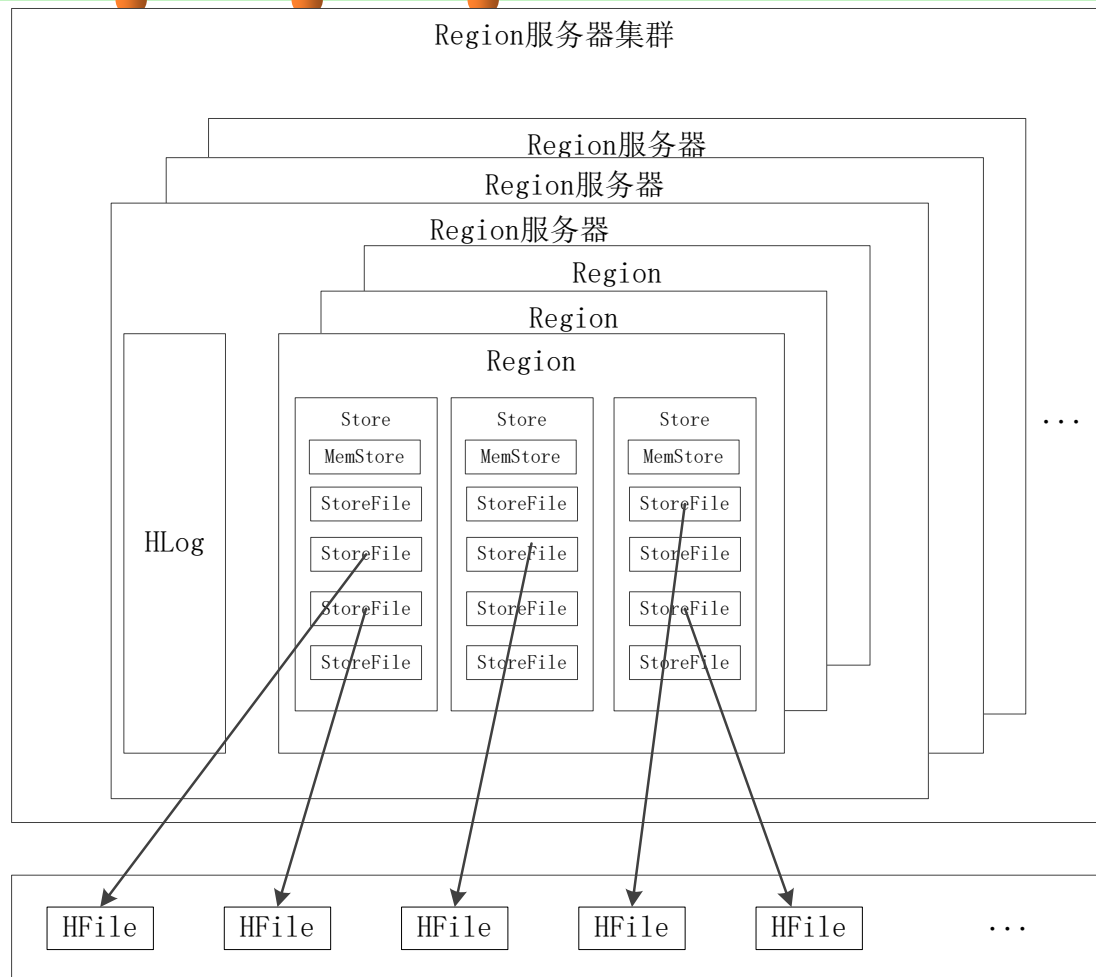 Region服务器集群
Region服务器
Region服务器
Region服务器
Region
Region
Region
Store Store Store
...
MemStore MemStore MemStore
StoreFile StoreFile StoreFile
HLog
StoreFile StoreFile StoreFile
StoreFile StoreFile StoreFile
StoreFile StoreFile StoreFile
HFile HFile HFile HFile HFile ...